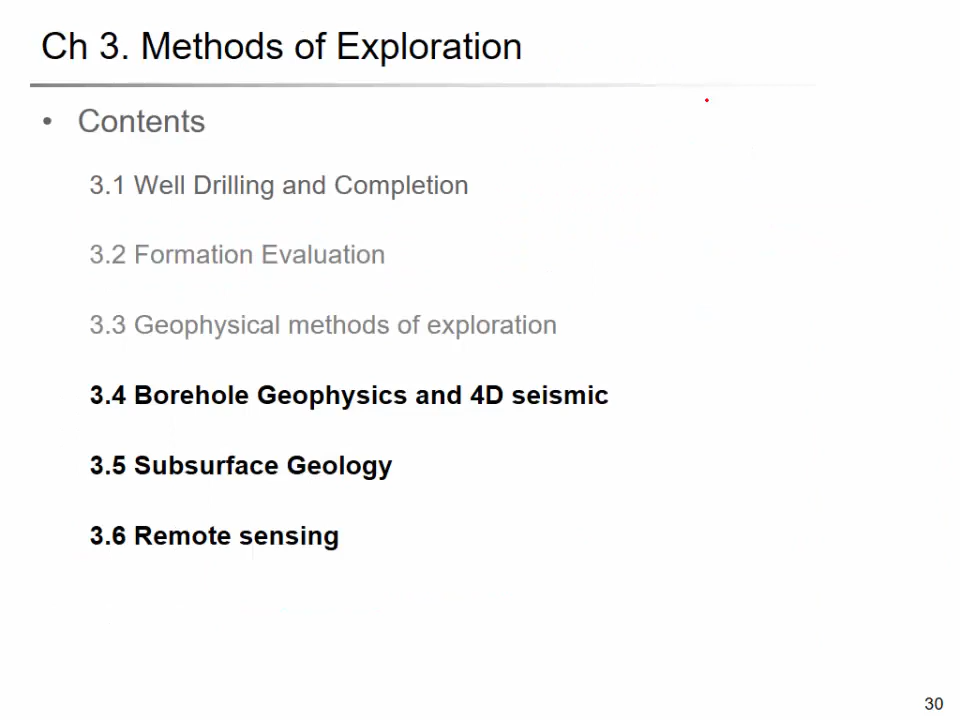 Ch 3. Methods of Exploration
• Contents
3.1 Well Drilling and Completion
3.2 Formation Evaluation
3.3 Geophysical methods of exploration
3.4 Borehole Geophysics and 4D seismic
3.5 Subsurface Geology
3.6 Remote sensing
30